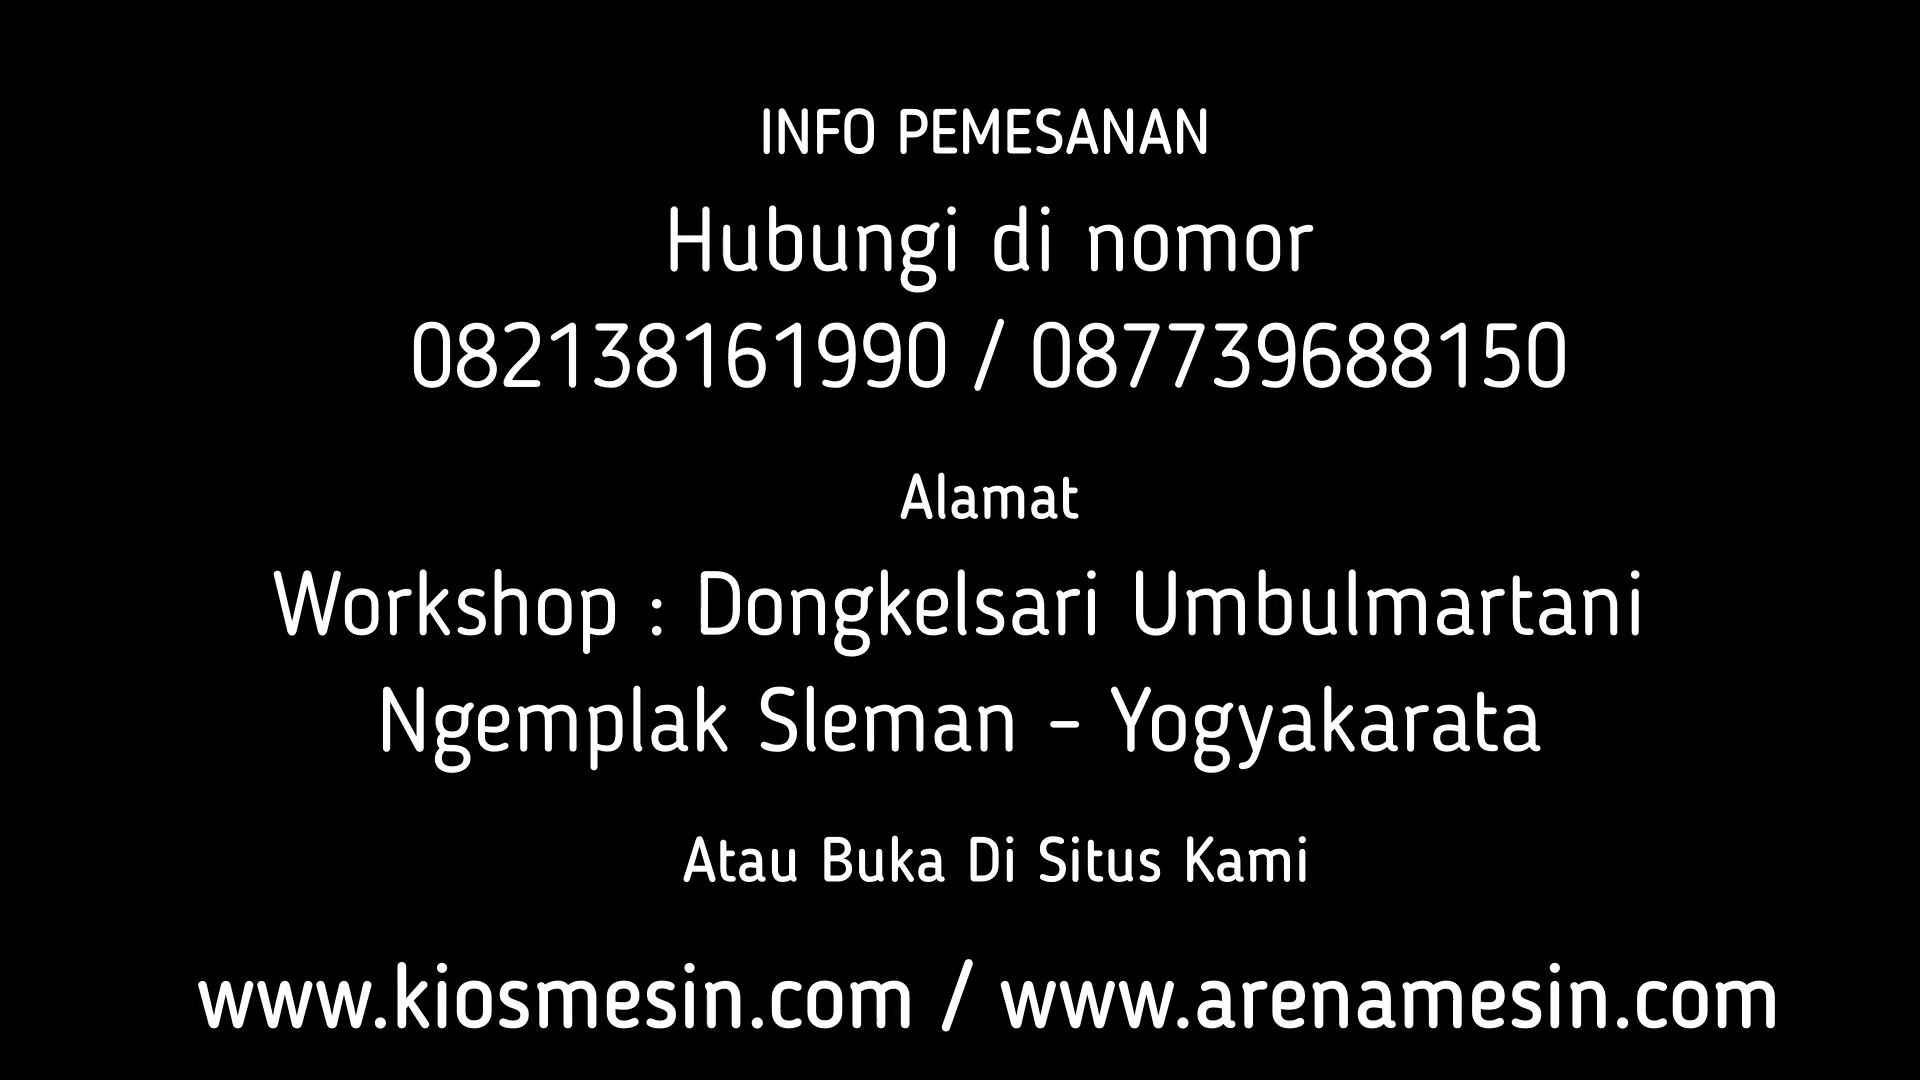 INFO PEMESANAN
Hubungi di nomor
082138161990 / 087739688150
Alamat
Workshop : Dongkelsari Umbulmartani
Ngemplak Sleman - Yogyakarata
Atau Buka Di Situs Kami
www.kiosmesin.com / www.arenamesin.com